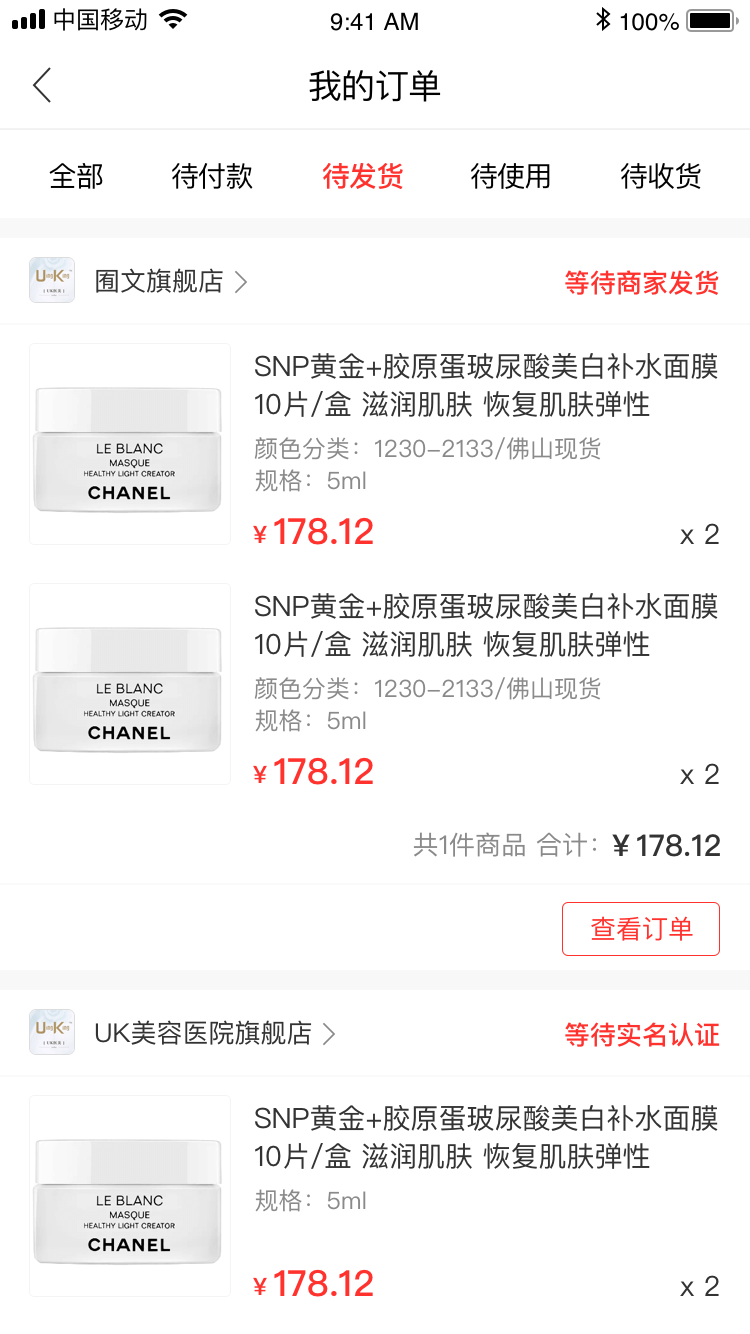 中国移动 9:41 AM 100%
我的订单
全部 待付款 待发货 待使用 待收货
囿文旗舰店 等待商家发货
SNP黄金+胶原蛋玻尿酸美白补水面膜
10片/盒 滋润肌肤 恢复肌肤弹性
颜色分类：1230-2133/佛山现货
规格：5ml
¥178.12 x 2
LE BLANC
MASQUE
HEALTHY LIGHT CREATOR
CHANEL
SNP黄金+胶原蛋玻尿酸美白补水面膜
10片/盒 滋润肌肤 恢复肌肤弹性
颜色分类：1230-2133/佛山现货
规格：5ml
¥178.12 x 2
LE BLANC
MASQUE
HEALTHY LIGHT CREATOR
CHANEL
共1件商品 合计：¥178.12
查看订单
UK美容医院旗舰店 等待实名认证
SNP黄金+胶原蛋玻尿酸美白补水面膜
10片/盒 滋润肌肤 恢复肌肤弹性
规格：5ml
¥178.12 x 2
LE BLANC
MASQUE
HEALTHY LIGHT CREATOR
CHANEL